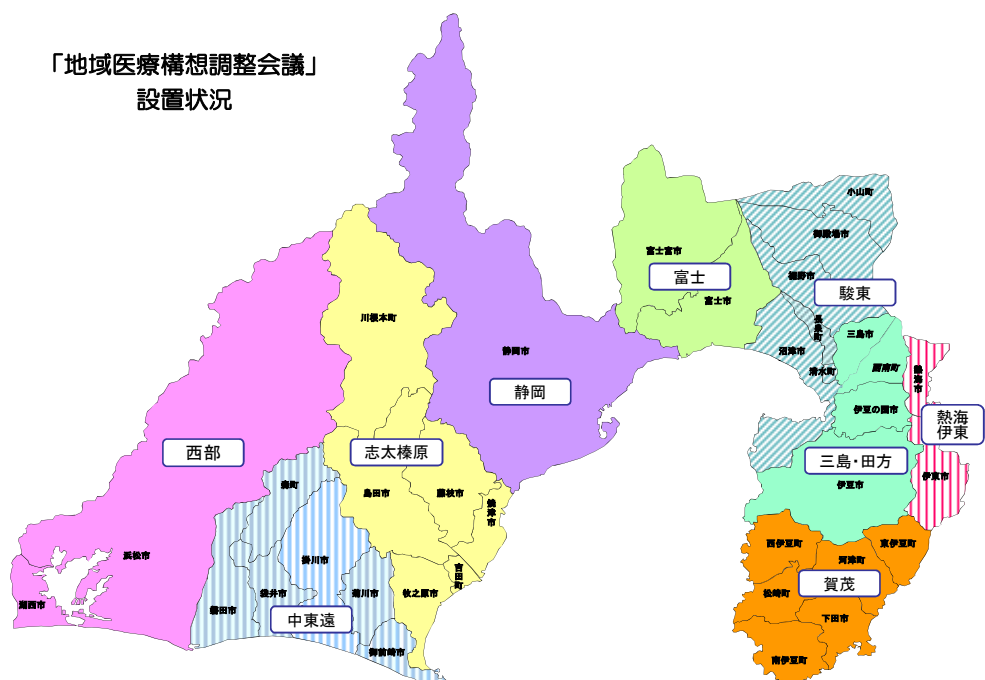 「地域医療構想調整会議」
設置状況
小山町
御殿場市
裾野市
駿東
長泉町
沼津市
清水町
富士宮市
富士
富士市
三島市
函南町
伊豆の国市
三島・田方
伊豆市
熱海市
熱海
伊東
伊東市
川根本町
静岡市
静岡
西部
志太榛原
島田市
藤枝市
焼津市
吉田町
牧之原市
森町
掛川市
袋井市
菊川市
磐田市
中東遠
御前崎市
浜松市
湖西市
西伊豆町
東伊豆町
河津町
賀茂
松崎町
下田市
南伊豆町